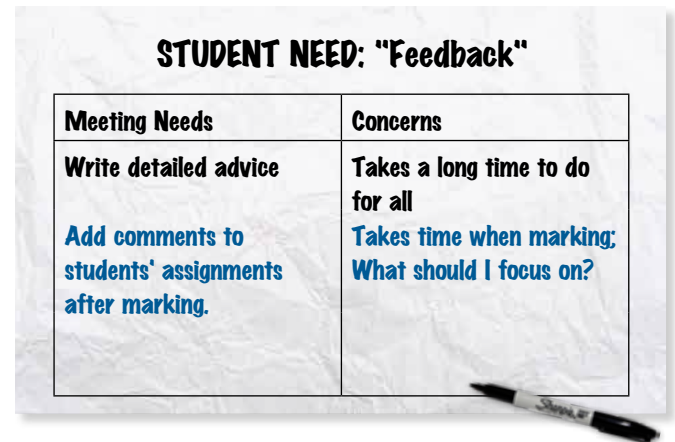 STUDENT NEED: "Feedback"
Meeting Needs
Concerns
Write detailed advice
Takes a long time to do
for all
Add comments to
students' assignments
after marking.
Takes time when marking;
What should I focus on?
Sharpie